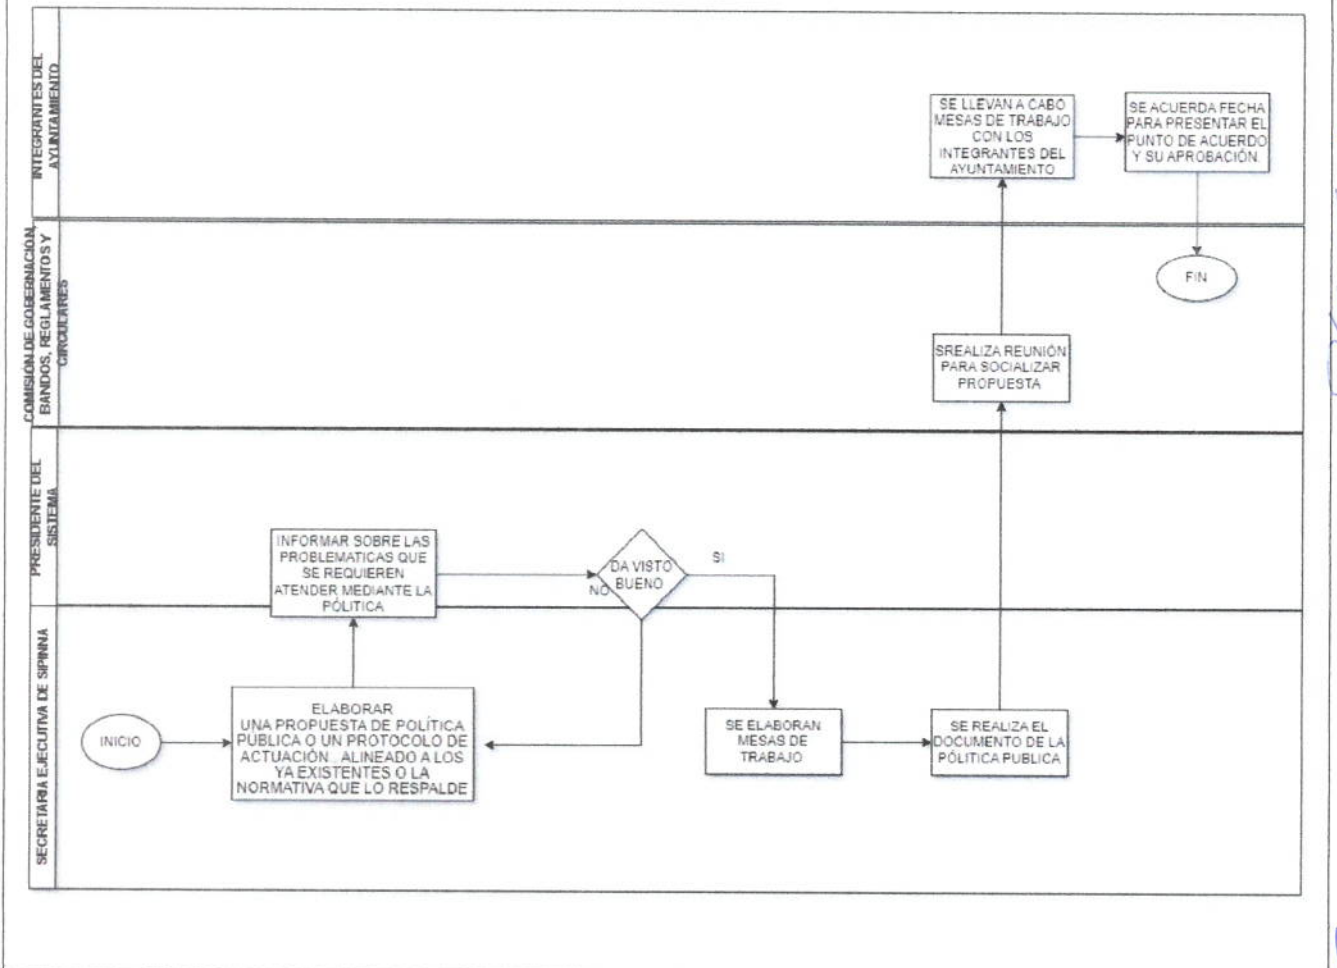 INTEGRANTES DEL
AYUNTAMIENTO
SE LLEVAN A CABO
MESAS DE TRABAJO
CON LOS
INTEGRANTES DEL
AYUNTAMIENTO
SE ACUERDA FECHA
PARA PRESENTAR EL
PUNTO DE ACUERDO
Y SU APROBACIÓN.
COMISIÓN DE GOBERNACIÓN,
BANDOS, REGLAMENTOS Y
CIRCULARES
FIN
SREALIZA REUNIÓN
PARA SOCIALIZAR
PROPUESTA
PRESIDENTE DEL
SISTEMA
INFORMAR SOBRE LAS
PROBLEMATICAS QUE
SE REQUIEREN
ATENDER MEDIANTE LA
PÓLITICA
DA VISTO
BUENO
SI
NO
SECRETARIA EJECUTIVA DE SIPINNA
INICIO
ELABORAR
UNA PROPUESTA DE POLÍTICA
PUBLICA O UN PROTOCOLO DE
ACTUACIÓN.. ALINEADO A LOS
YA EXISTENTES O LA
NORMATIVA QUE LO RESPALDE
SE ELABORAN
MESAS DE
TRABAJO
SE REALIZA EL
DOCUMENTO DE LA
PÓLITICA PUBLICA